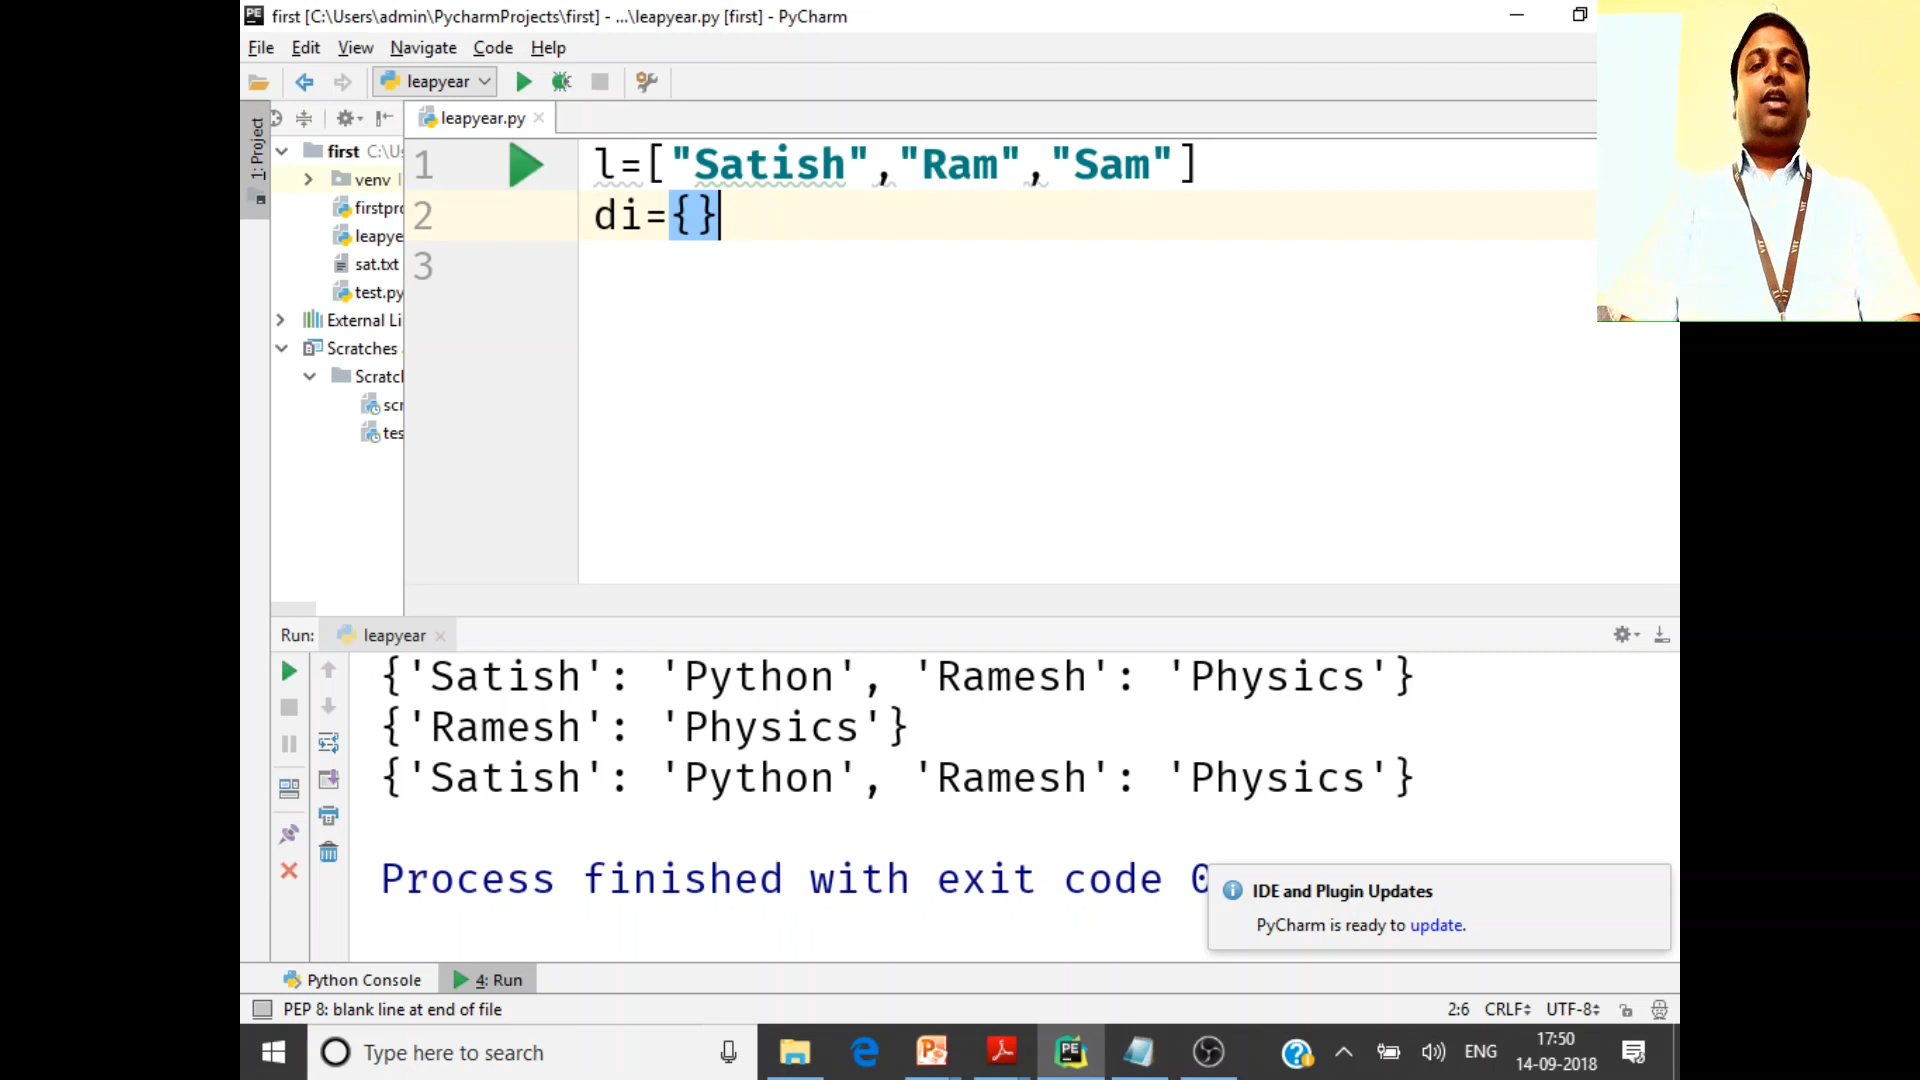 first [C:\Users\admin\PycharmProjects\first] - ...\leapyear.py [first] - PyCharm
File Edit View Navigate Code Help
leapyear
1: Project
leapyear.py
first C:\Us
venv
firstpro
leapye
sat.txt
test.py
External Li
Scratches
Scratch
scr
tes
1 l=["Satish","Ram","Sam"]
2 di={}
3
Run: leapyear
{'Satish': 'Python', 'Ramesh': 'Physics'}
{'Ramesh': 'Physics'}
{'Satish': 'Python', 'Ramesh': 'Physics'}
Process finished with exit code 0
IDE and Plugin Updates
PyCharm is ready to update.
Python Console 4: Run
PEP 8: blank line at end of file 2:6 CRLF UTF-8
Type here to search ENG 17:50
14-09-2018